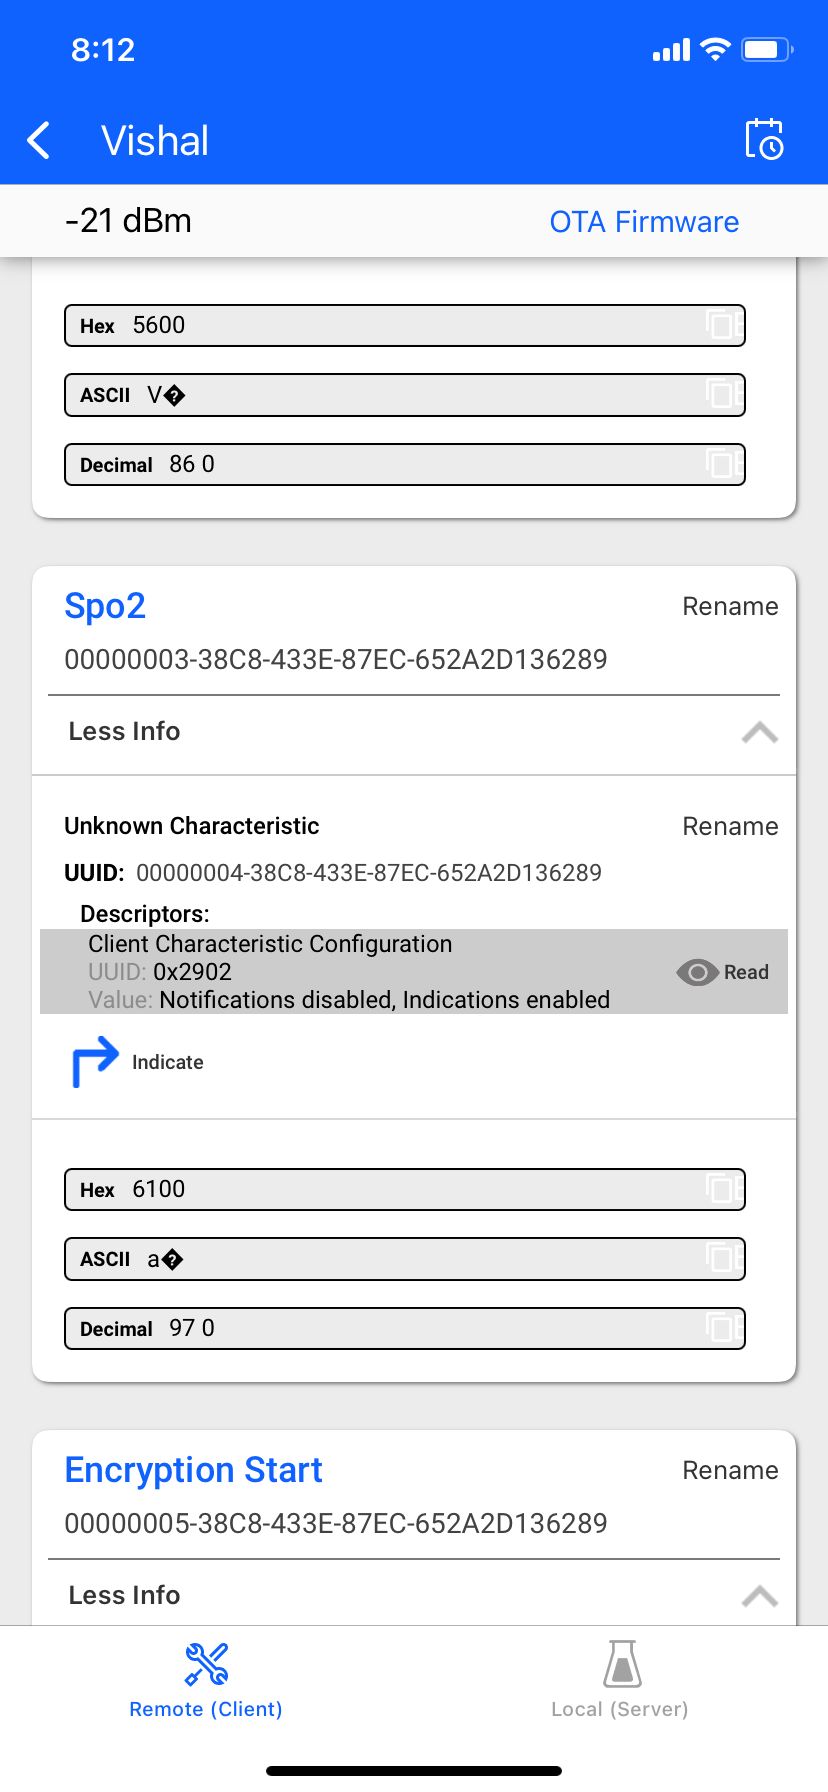 8:12
Vishal
-21 dBm OTA Firmware
Hex 5600
ASCII V�
Decimal 86 0
Spo2 Rename
00000003-38C8-433E-87EC-652A2D136289
Less Info
Unknown Characteristic Rename
UUID: 00000004-38C8-433E-87EC-652A2D136289
Descriptors:
Client Characteristic Configuration
UUID: 0x2902 Read
Value: Notifications disabled, Indications enabled
Indicate
Hex 6100
ASCII a�
Decimal 97 0
Encryption Start Rename
00000005-38C8-433E-87EC-652A2D136289
Less Info
Remote (Client) Local (Server)